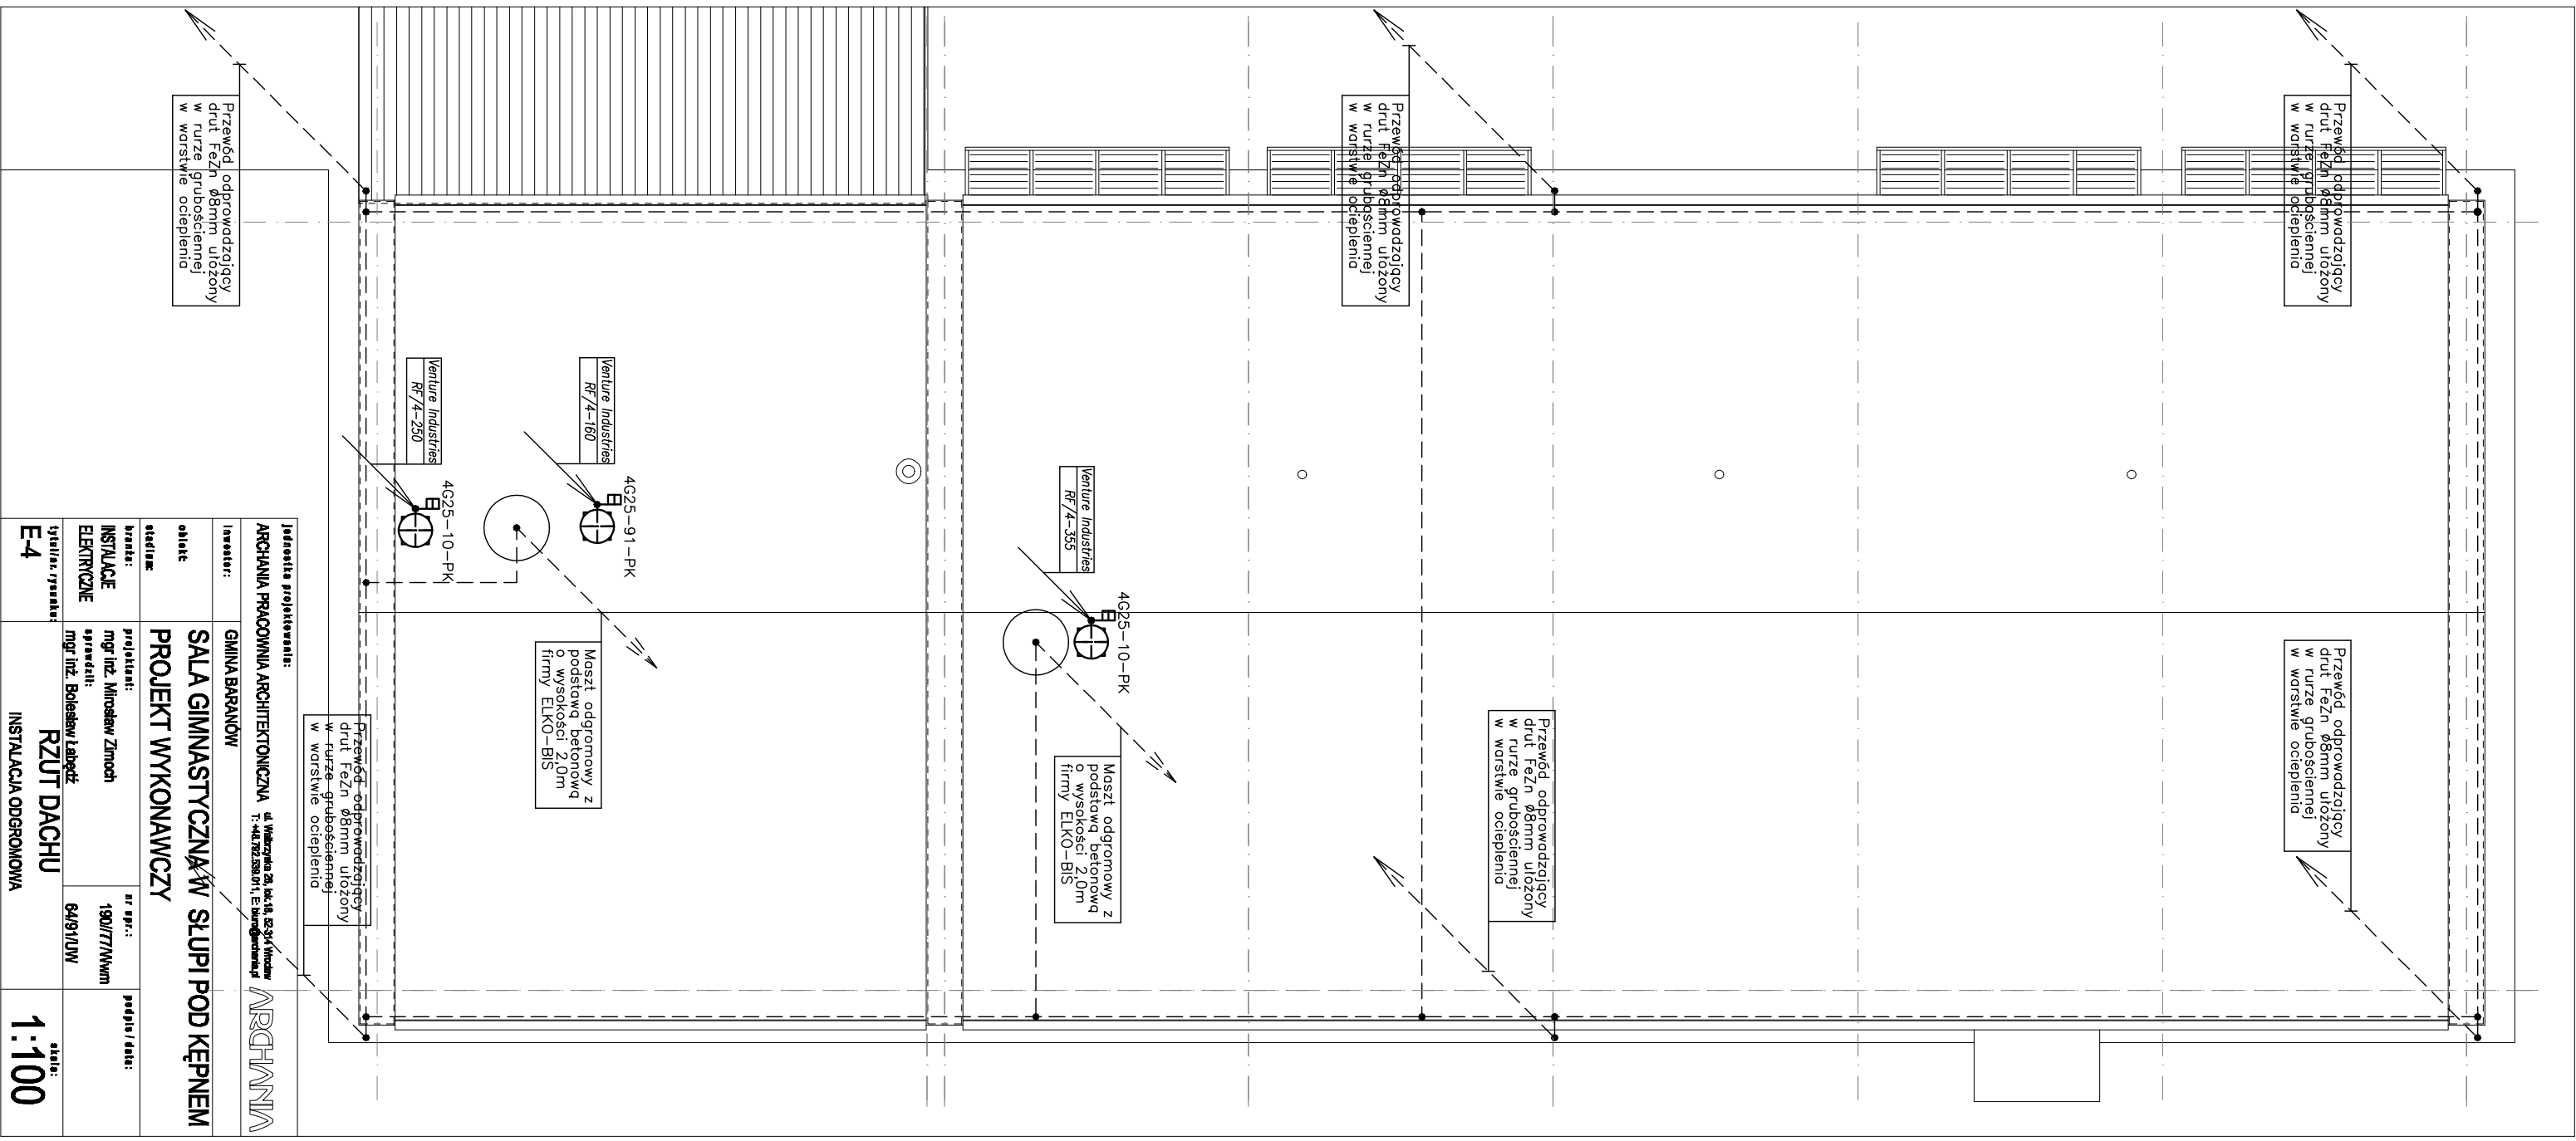 Przewód odprowadzający
drut FeZn Ø8mm ułożony
w rurze grubościennej
w warstwie ocieplenia
Przewód odprowadzający
drut FeZn Ø8mm ułożony
w rurze grubościennej
w warstwie ocieplenia
Przewód odprowadzający
drut FeZn Ø8mm ułożony
w rurze grubościennej
w warstwie ocieplenia
Venture Industries
RF/4-250
4G25-10-PK
Venture Industries
RF/4-160
4G25-91-PK
Venture Industries
RF/4-355
4G25-10-PK
Maszt odgromowy z
podstawą betonową
o wysokości 2,0m
firmy ELKO-BIS
Maszt odgromowy z
podstawą betonową
o wysokości 2,0m
firmy ELKO-BIS
Przewód odprowadzający
drut FeZn Ø8mm ułożony
w rurze grubościennej
w warstwie ocieplenia
Przewód odprowadzający
drut FeZn Ø8mm ułożony
w rurze grubościennej
w warstwie ocieplenia
Przewód odprowadzający
drut FeZn Ø8mm ułożony
w rurze grubościennej
w warstwie ocieplenia
jednostka projektowania:
ARCHANIA PRACOWNIA ARCHITEKTONICZNA
ARCHANIA
inwestor:
GMINA BARANÓW
obiekt:
SALA GIMNASTYCZNA W SŁUPI POD KĘPNEM
stadium:
PROJEKT WYKONAWCZY
branża:
INSTALACJE
ELEKTRYCZNE
projektant:
mgr inż. Mirosław Zimoch
sprawdził:
mgr inż. Bolesław Łabędź
nr upr.:
190/77/Wwm
64/91/UW
podpis / data:
tytuł/nr. rysunku:
E-4
RZUT DACHU
INSTALACJA ODGROMOWA
skala:
1:100